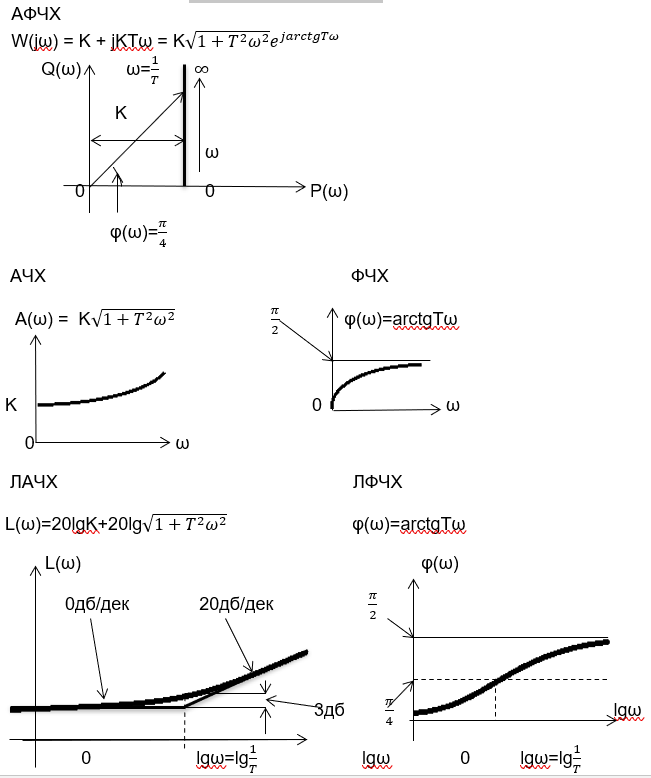 АФЧХ
W(jω) = K + jKTω = K√(1 + T²ω²)e^(jarctgTω)
Q(ω) ω=1/T ∞
K
ω
0 0 P(ω)
φ(ω)=π/4
АЧХ ФЧХ
A(ω) = K√(1 + T²ω²) π/2 φ(ω)=arctgTω
K 0 ω
0 ω
ЛАЧХ ЛФЧХ
L(ω)=20lgK+20lg√(1 + T²ω²) φ(ω)=arctgTω
L(ω) φ(ω)
0дб/дек 20дб/дек π/2
3дб π/4 lgω
0 lgω=lg1/T lgω 0 lgω=lg1/T